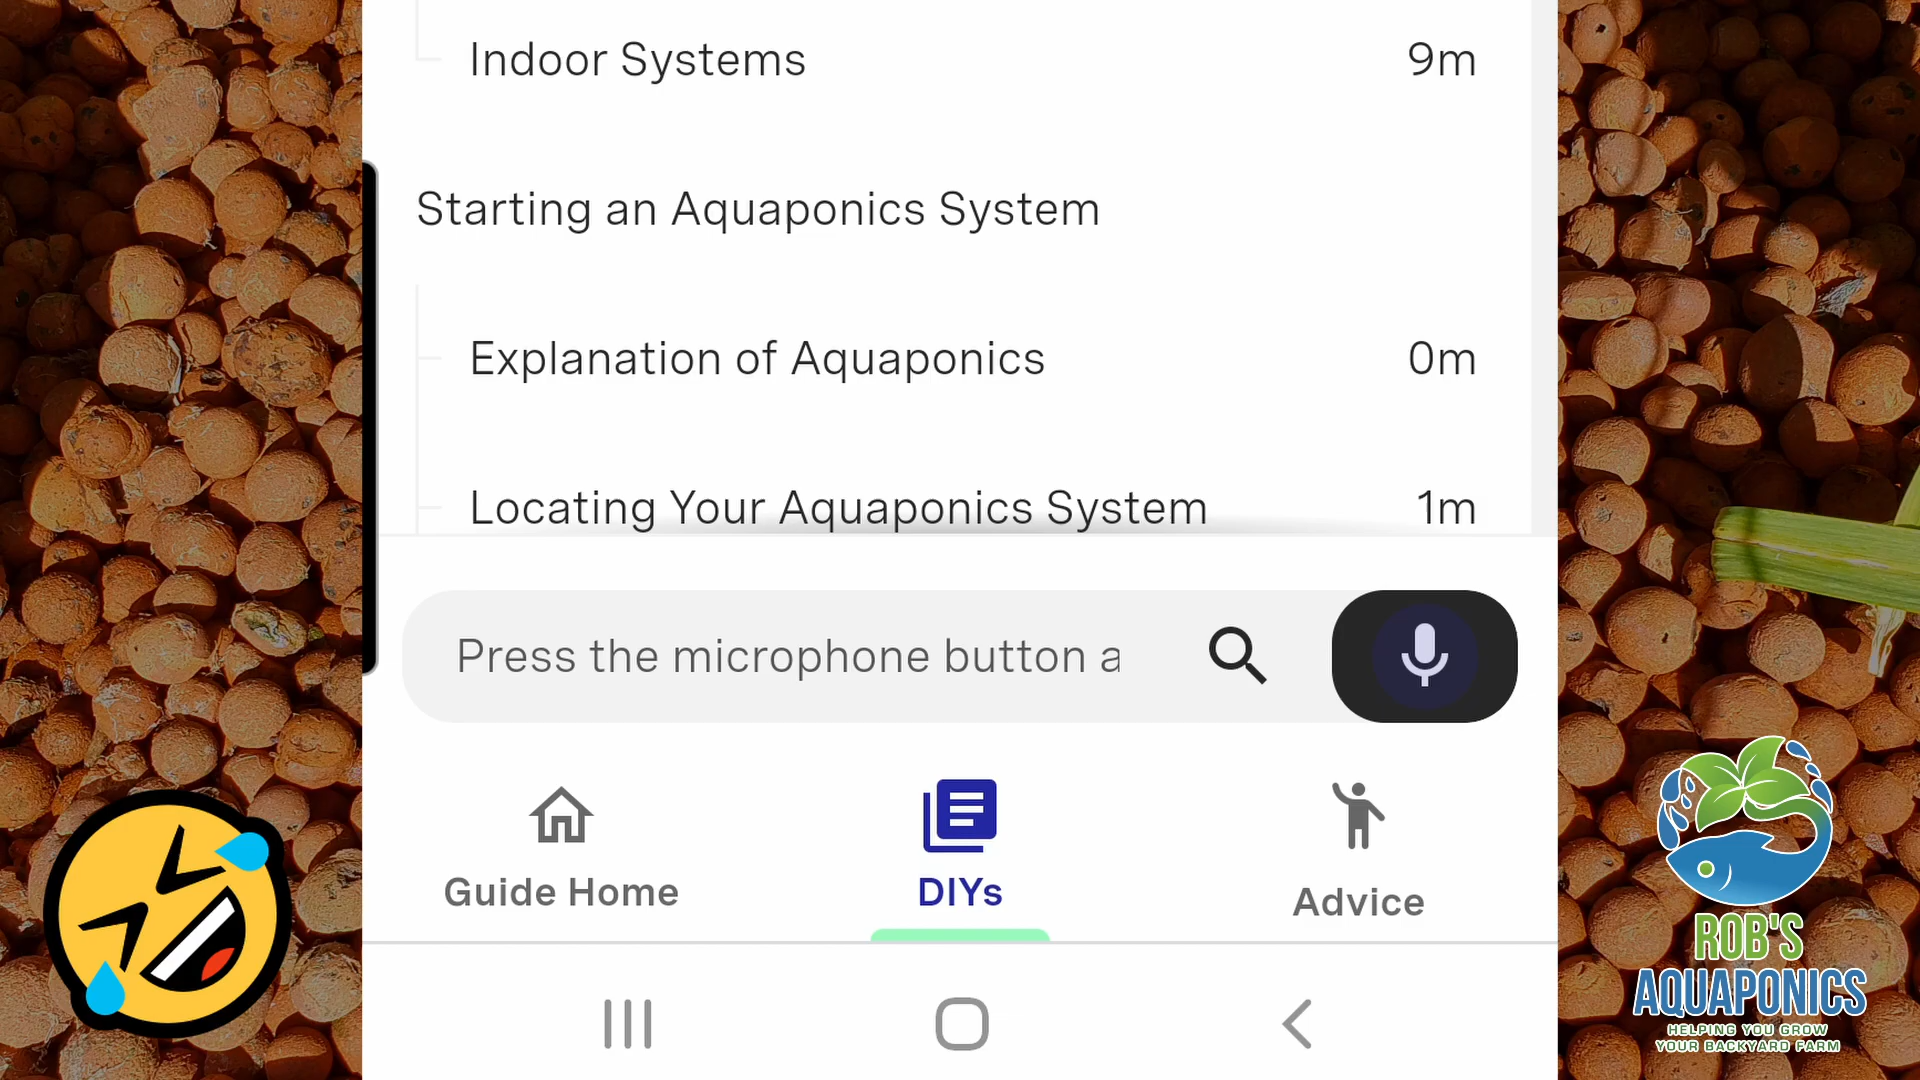 Indoor Systems 9m
Starting an Aquaponics System
Explanation of Aquaponics 0m
Locating Your Aquaponics System 1m
Press the microphone button a
Guide Home DIYs Advice
ROB'S
AQUAPONICS
HELPING YOU GROW
YOUR BACKYARD FARM